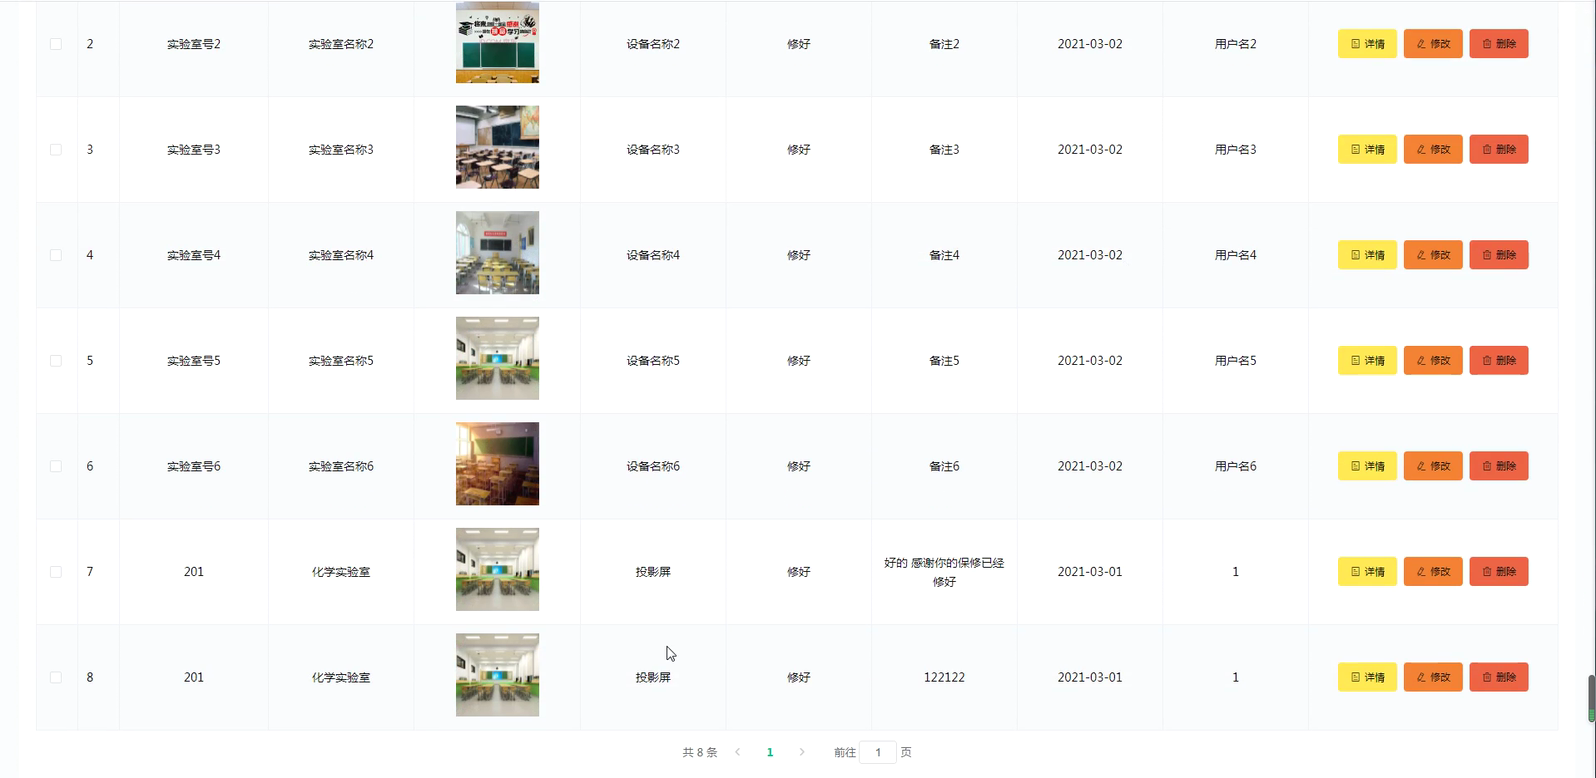 2 实验室号2 实验室名称2 设备名称2 修好 备注2 2021-03-02 用户名2 详情 修改 删除
3 实验室号3 实验室名称3 设备名称3 修好 备注3 2021-03-02 用户名3 详情 修改 删除
4 实验室号4 实验室名称4 设备名称4 修好 备注4 2021-03-02 用户名4 详情 修改 删除
5 实验室号5 实验室名称5 设备名称5 修好 备注5 2021-03-02 用户名5 详情 修改 删除
6 实验室号6 实验室名称6 设备名称6 修好 备注6 2021-03-02 用户名6 详情 修改 删除
7 201 化学实验室 投影屏 修好 好的 感谢你的保修已经
修好 2021-03-01 1 详情 修改 删除
8 201 化学实验室 投影屏 修好 122122 2021-03-01 1 详情 修改 删除
共 8 条 1 前往 1 页